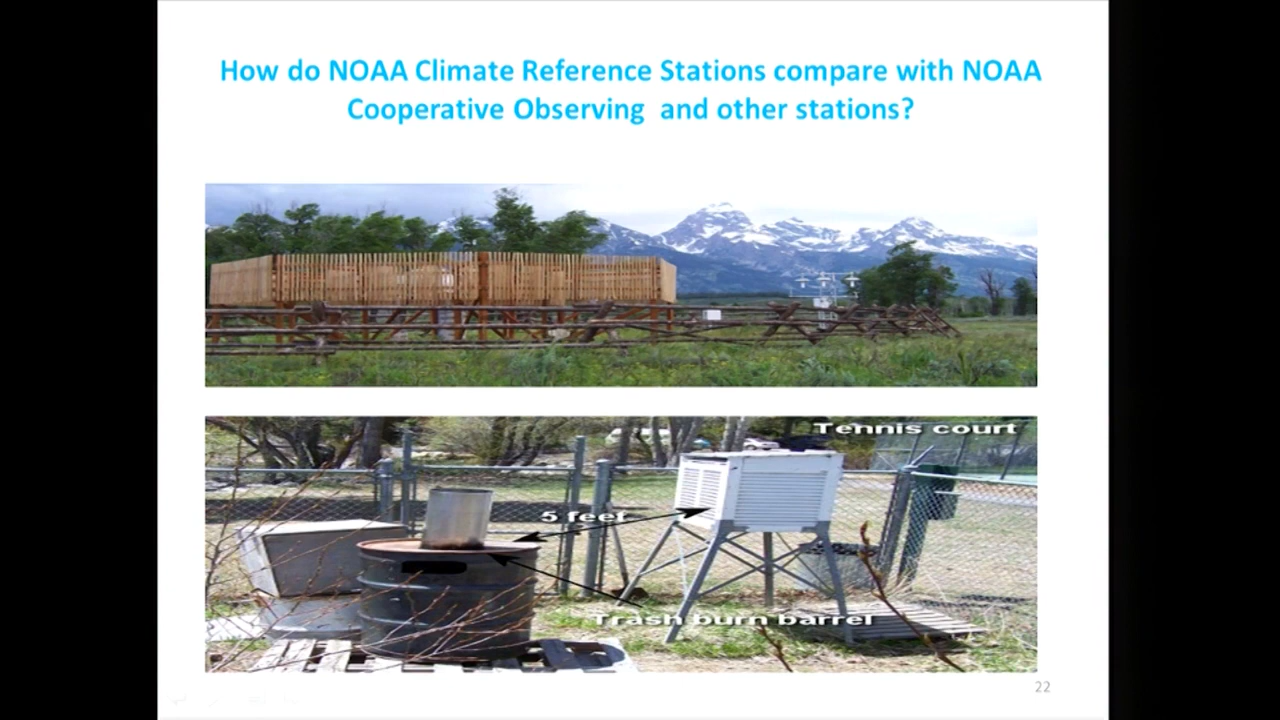 How do NOAA Climate Reference Stations compare with NOAA
Cooperative Observing and other stations?
Tennis court
5 feet
Trash burn barrel
22